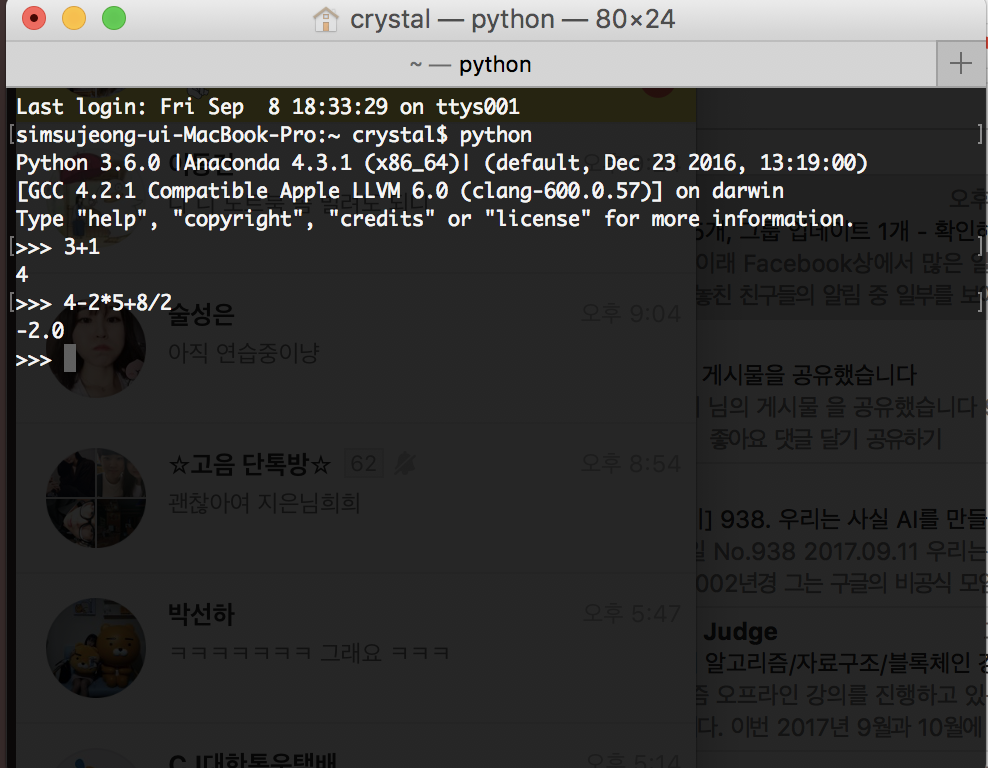 crystal — python — 80×24
~ — python
Last login: Fri Sep  8 18:33:29 on ttys001
simsujeong-ui-MacBook-Pro:~ crystal$ python
Python 3.6.0 |Anaconda 4.3.1 (x86_64)| (default, Dec 23 2016, 13:19:00)
[GCC 4.2.1 Compatible Apple LLVM 6.0 (clang-600.0.57)] on darwin
Type "help", "copyright", "credits" or "license" for more information.
>>> 3+1
4
>>> 4-2*5+8/2
-2.0
>>>
술성은 오후 9:04
아직 연습중이냥
☆고음 단톡방☆ 62 오후 8:54
괜찮아여 지은님희희
박선하 오후 5:47
ㅋㅋㅋㅋㅋㅋㅋ 그래요 ㅋㅋㅋ
CJ대한통운택배 오후 5:14
오후
개, 그룹 업데이트 1개 - 확인
이래 Facebook상에서 많은 일
놓친 친구들의 알림 중 일부를 보
게시물을 공유했습니다
님의 게시물 을 공유했습니다
좋아요 댓글 달기 공유하기
] 938. 우리는 사실 AI를 만들
일 No.938 2017.09.11 우리는
002년경 그는 구글의 비공식 모임
Judge
알고리즘/자료구조/블록체인
즘 오프라인 강의를 진행하고 있
다. 이번 2017년 9월과 10월에